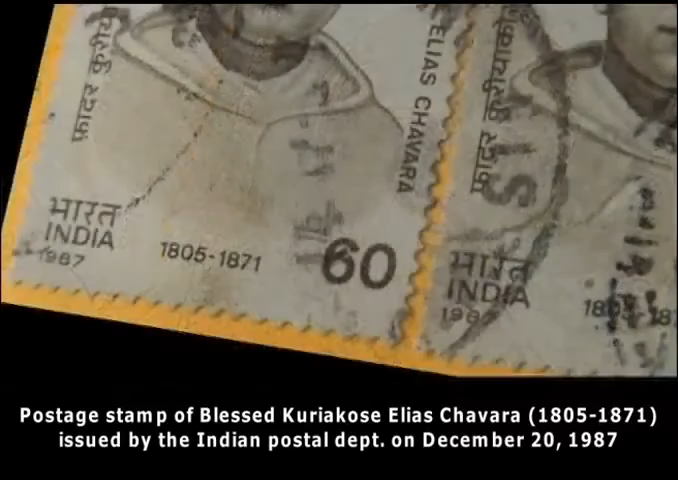 फ़ादर कुरीय
ELIAS CHAVARA
भारत
INDIA
1987
1805-1871
60
फ़ादर कुरीयाको
भारत
INDIA
198
Postage stamp of Blessed Kuriakose Elias Chavara (1805-1871)
issued by the Indian postal dept. on December 20, 1987